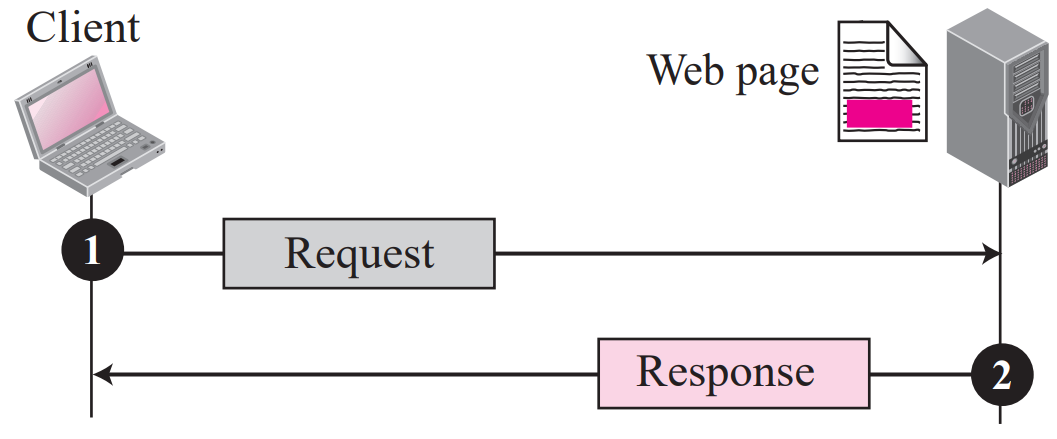 Client
Web page
1
Request
Response
2